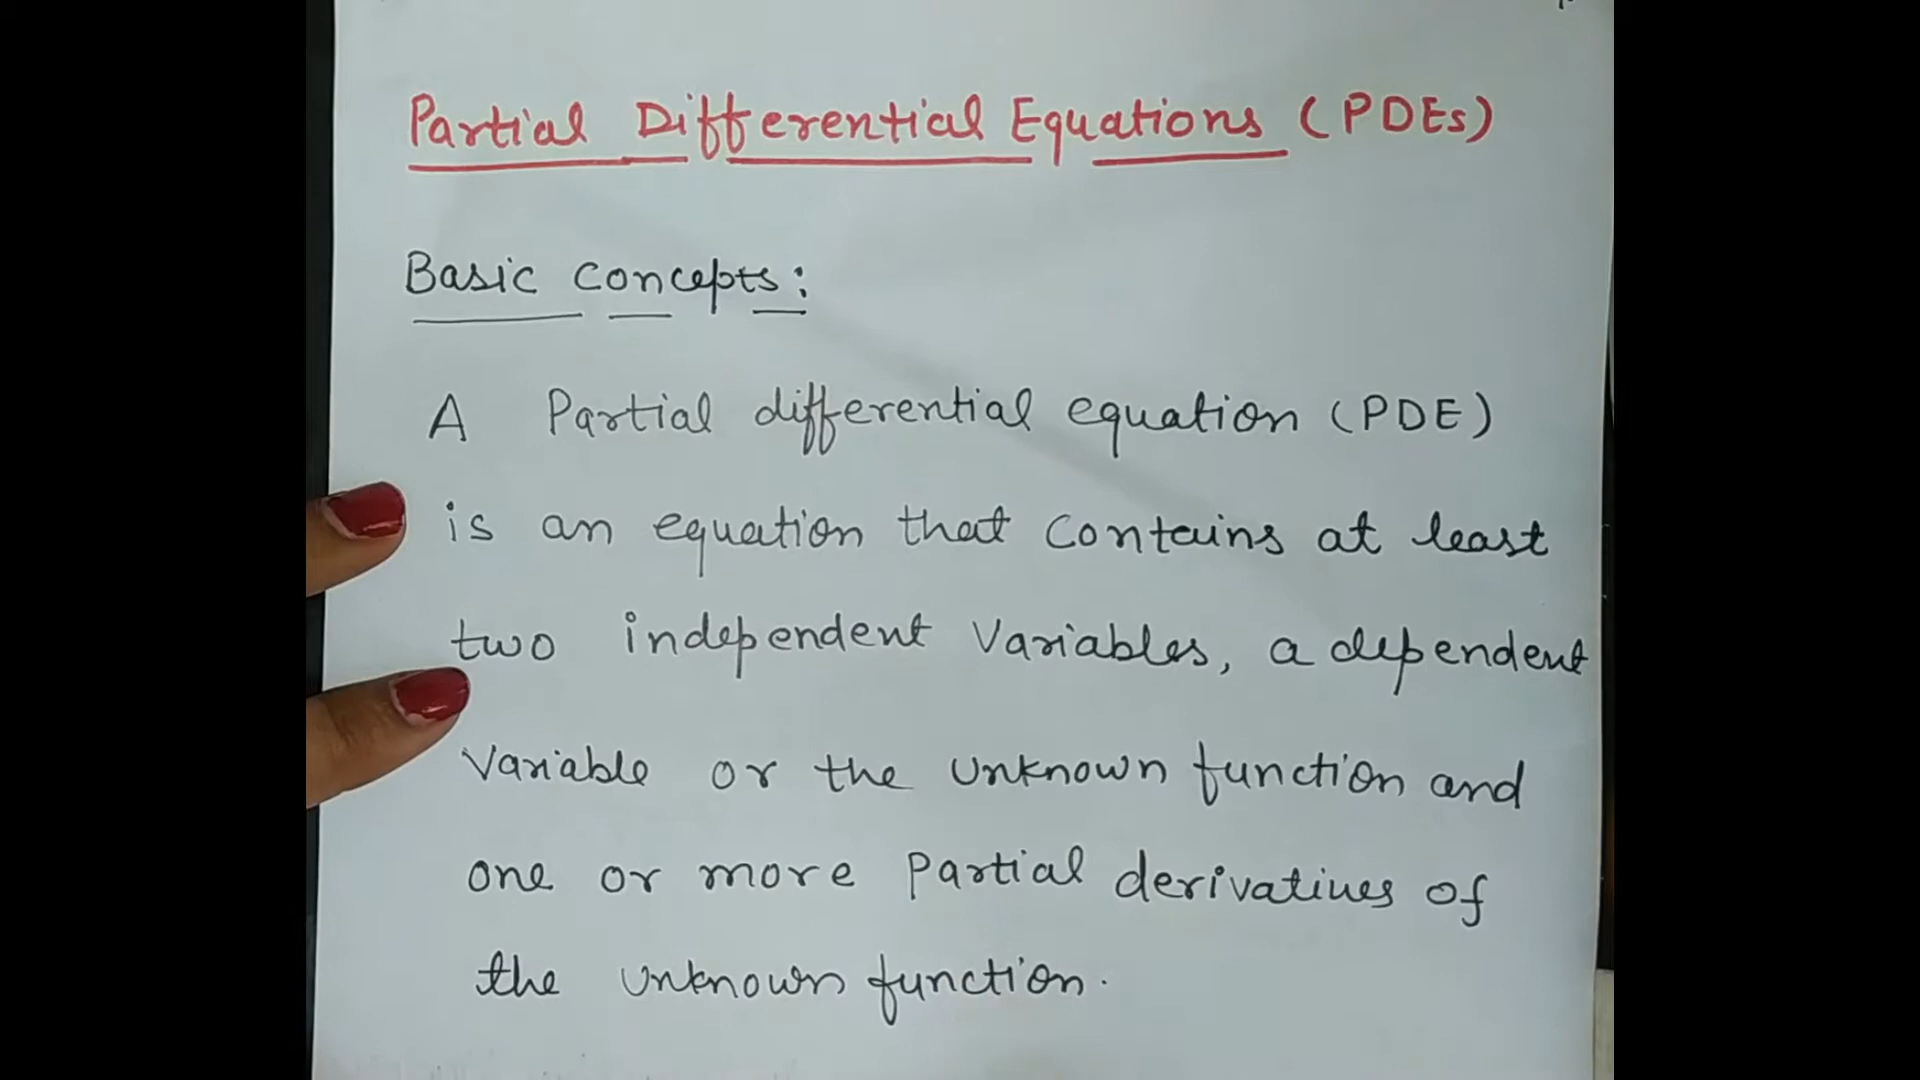 Partial Differential Equations (PDEs)
Basic concepts:
A Partial differential equation (PDE)
is an equation that contains at least
two independent variables, a dependent
variable or the unknown function and
one or more partial derivatives of
the unknown function.